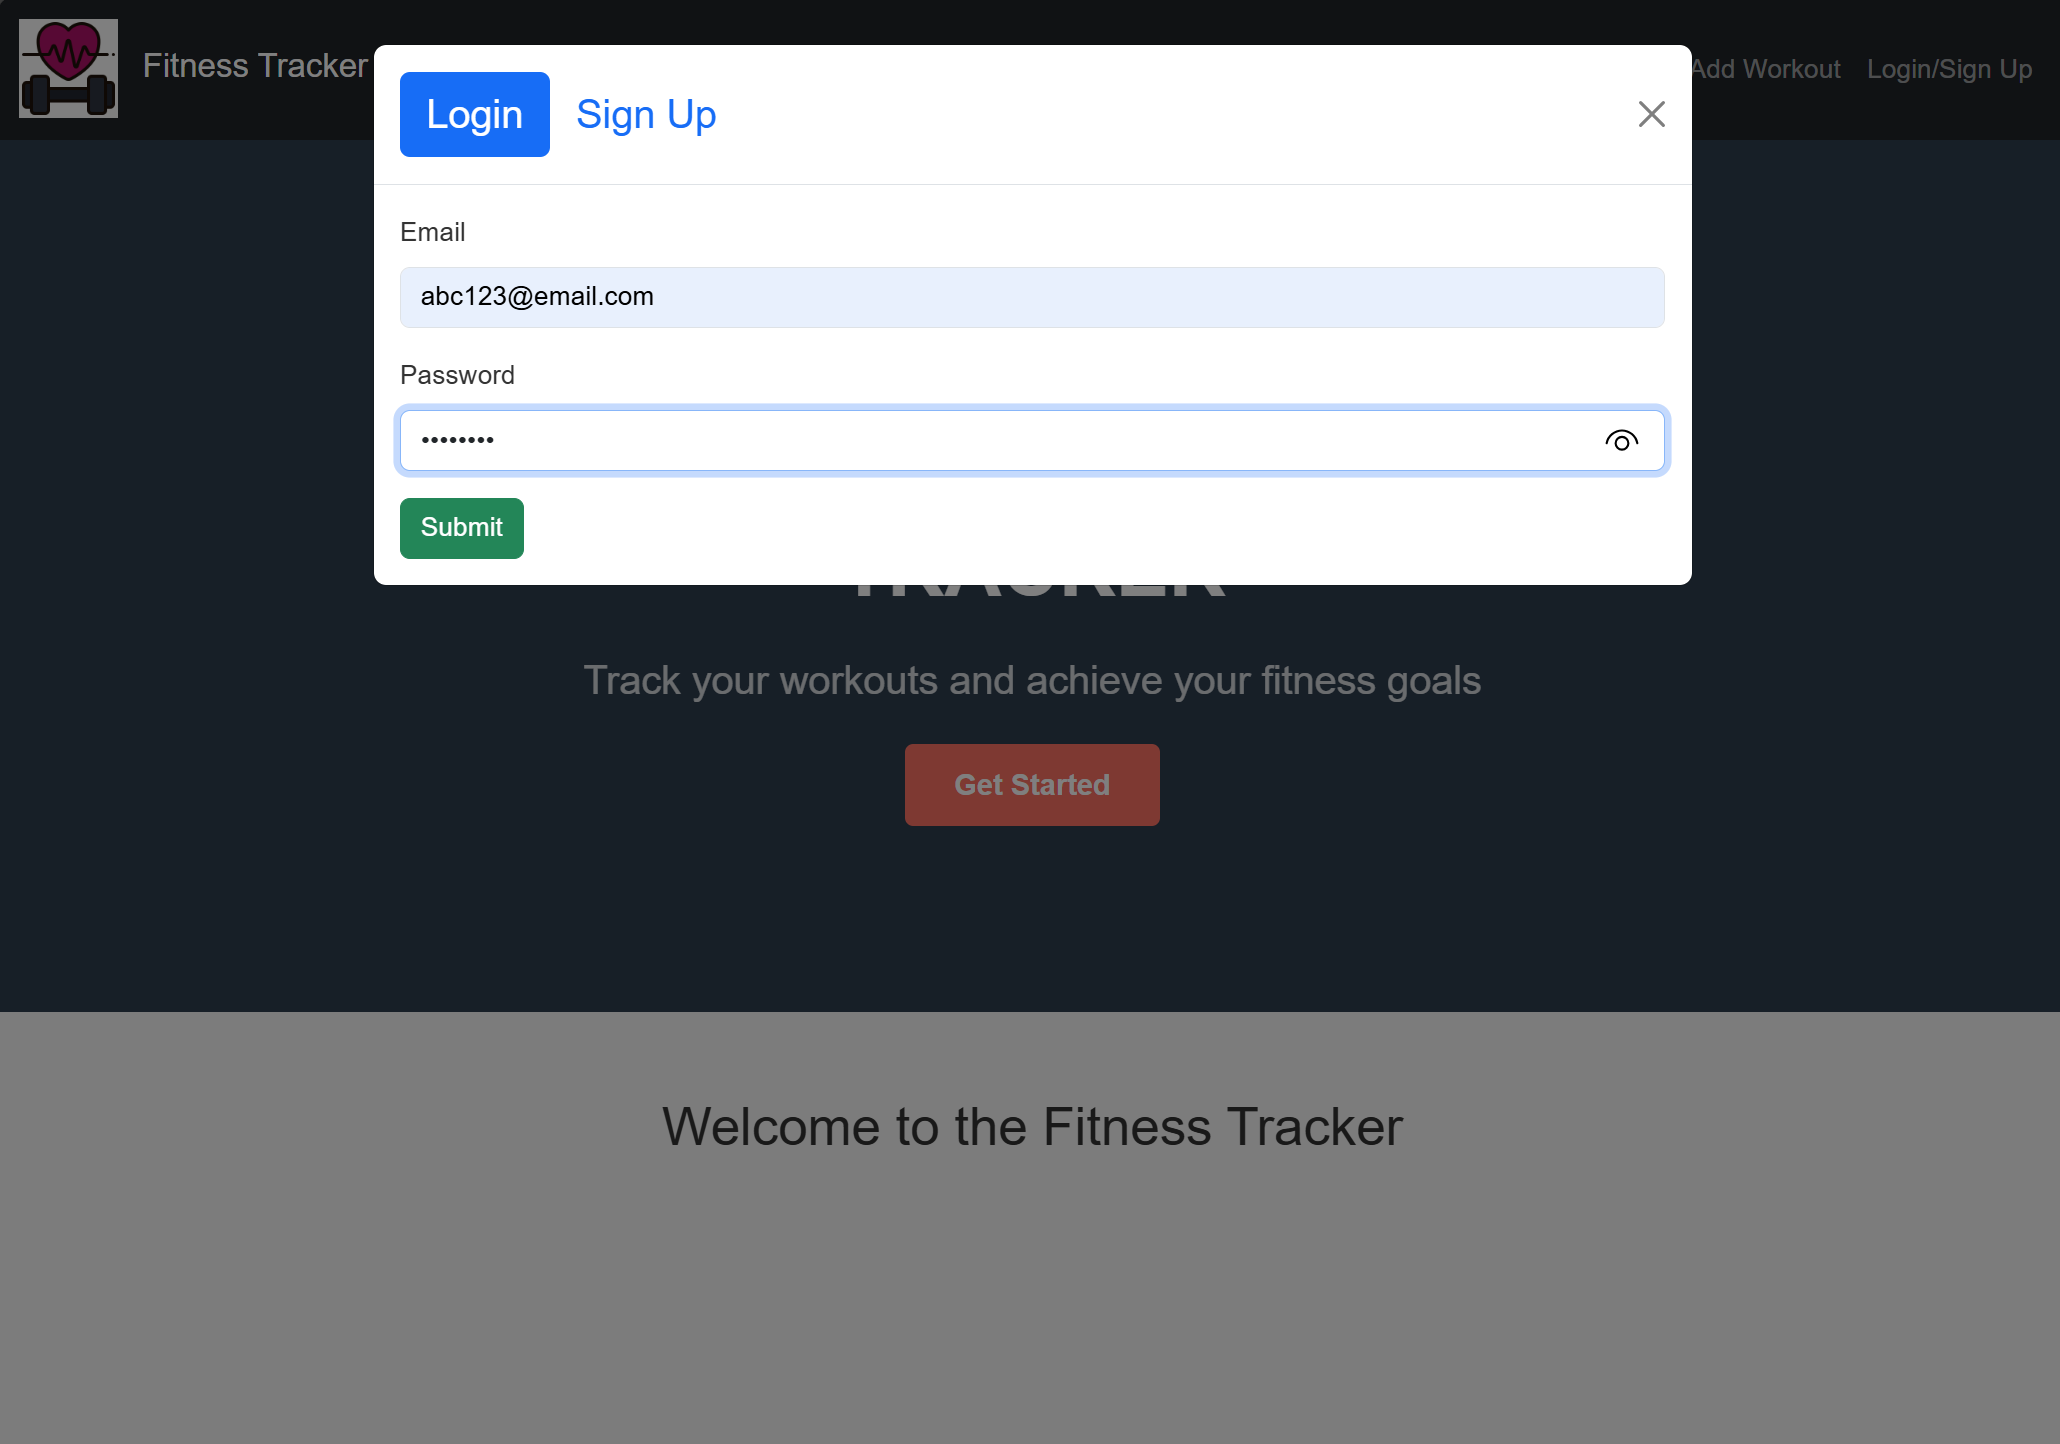 Fitness Tracker
Add Workout
Login/Sign Up
Login
Sign Up
Email
abc123@email.com
Password
••••••••
Submit
TRACKER
Track your workouts and achieve your fitness goals
Get Started
Welcome to the Fitness Tracker